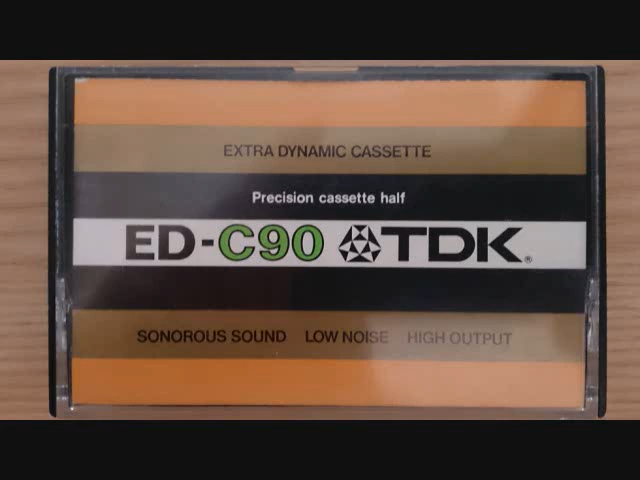 EXTRA DYNAMIC CASSETTE
Precision cassette half
ED-C90 TDK®
SONOROUS SOUND LOW NOISE HIGH OUTPUT